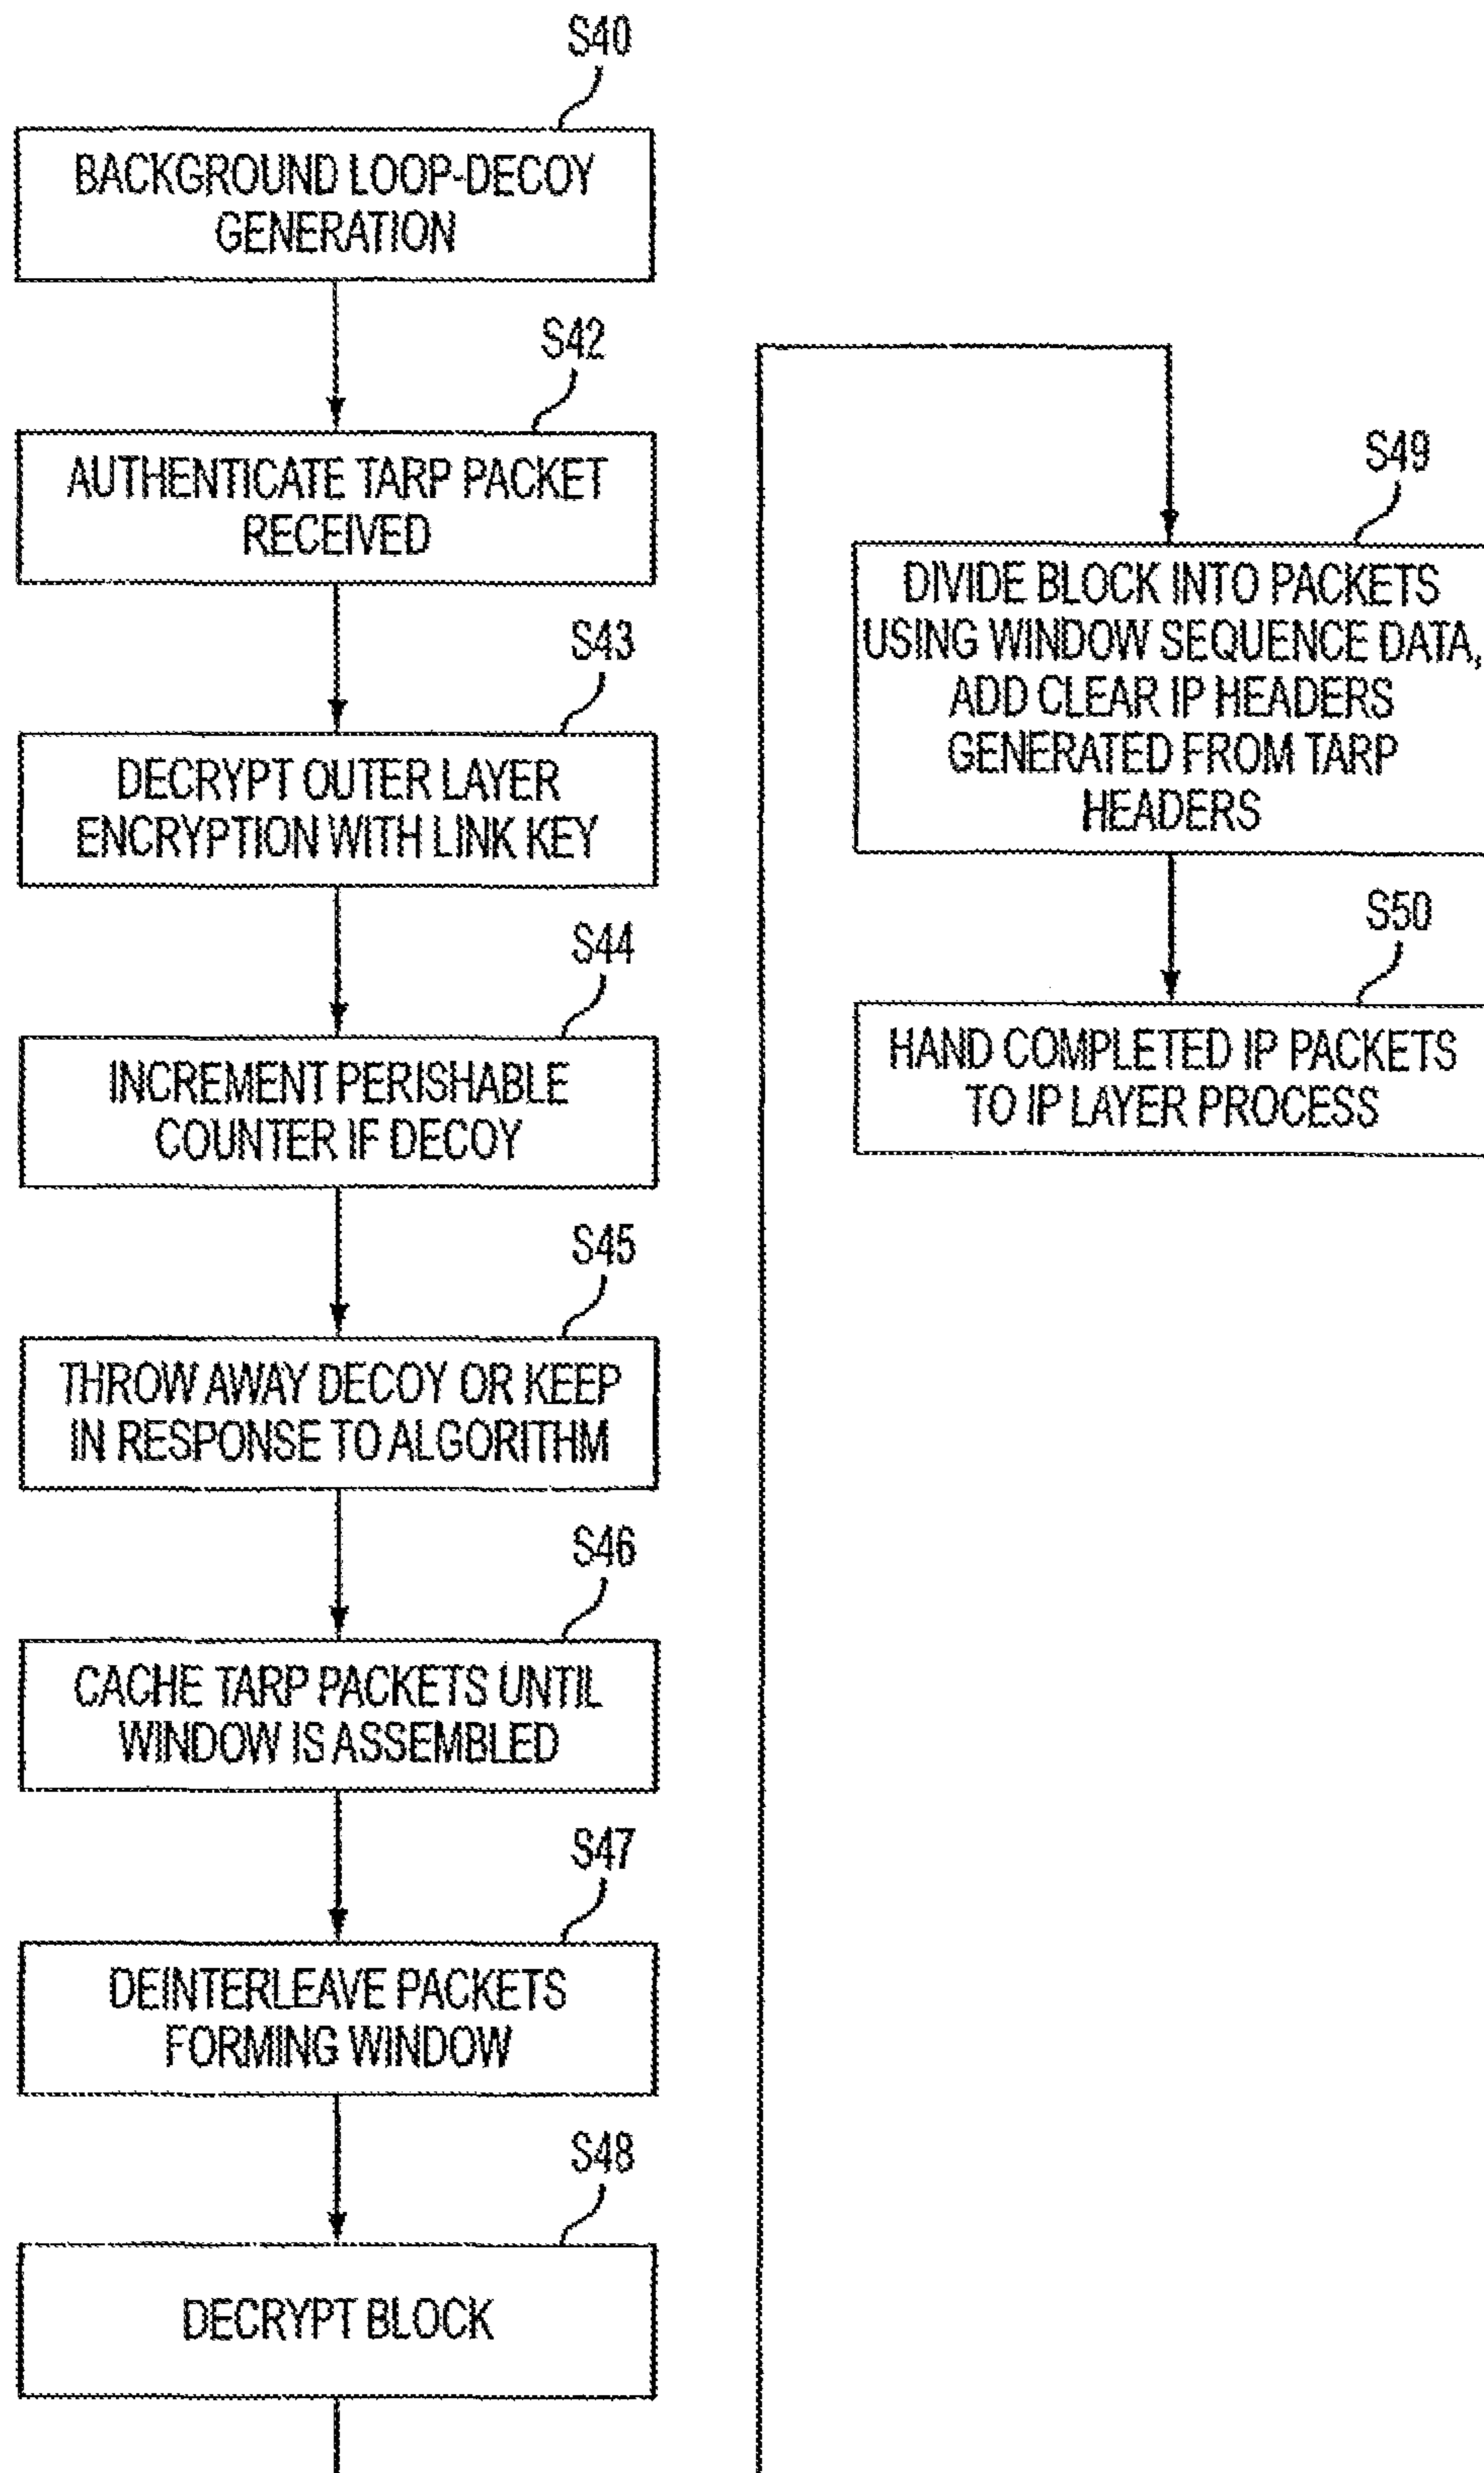 S40
BACKGROUND LOOP-DECOY
GENERATION
S42
AUTHENTICATE TARP PACKET
RECEIVED
S43
DECRYPT OUTER LAYER
ENCRYPTION WITH LINK KEY
S44
INCREMENT PERISHABLE
COUNTER IF DECOY
S45
THROW AWAY DECOY OR KEEP
IN RESPONSE TO ALGORITHM
S46
CACHE TARP PACKETS UNTIL
WINDOW IS ASSEMBLED
S47
DEINTERLEAVE PACKETS
FORMING WINDOW
S48
DECRYPT BLOCK
S49
DIVIDE BLOCK INTO PACKETS
USING WINDOW SEQUENCE DATA,
ADD CLEAR IP HEADERS
GENERATED FROM TARP
HEADERS
S50
HAND COMPLETED IP PACKETS
TO IP LAYER PROCESS